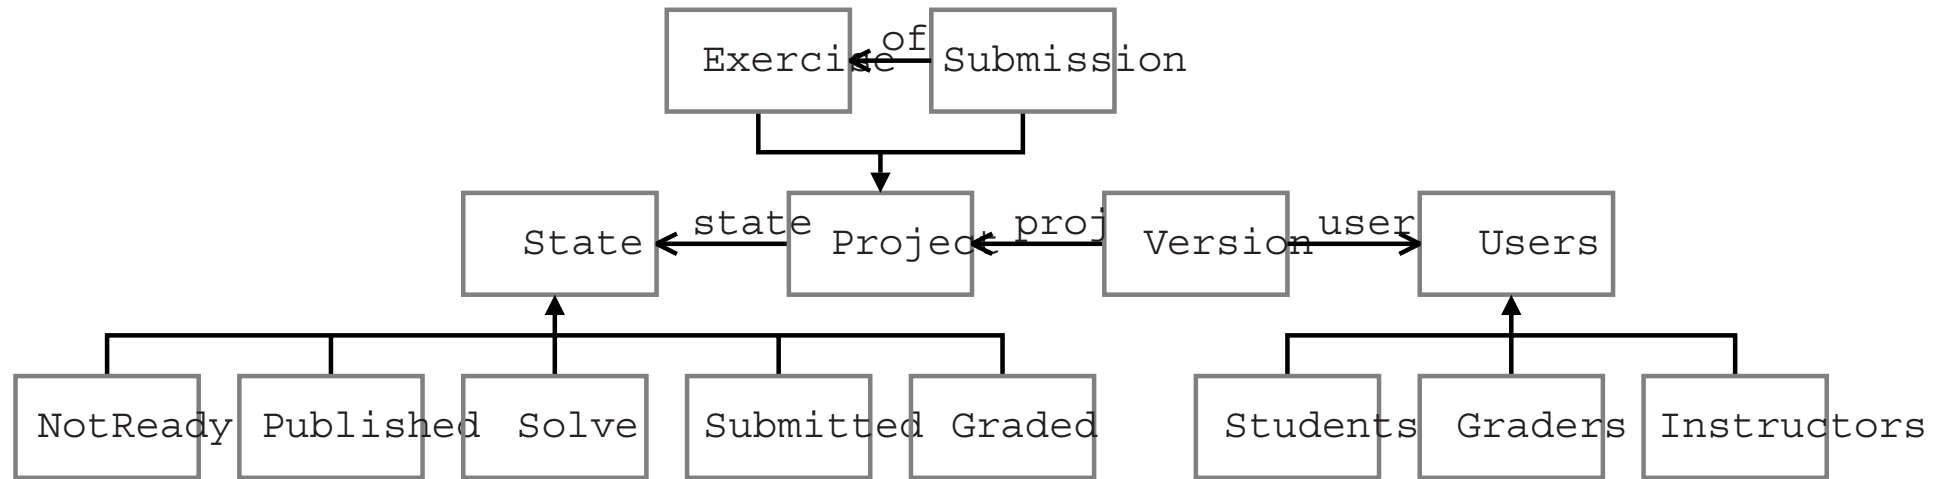 of
Exercise Submission
state proj user
State Project Version Users
NotReady Published Solve Submitted Graded Students Graders Instructors